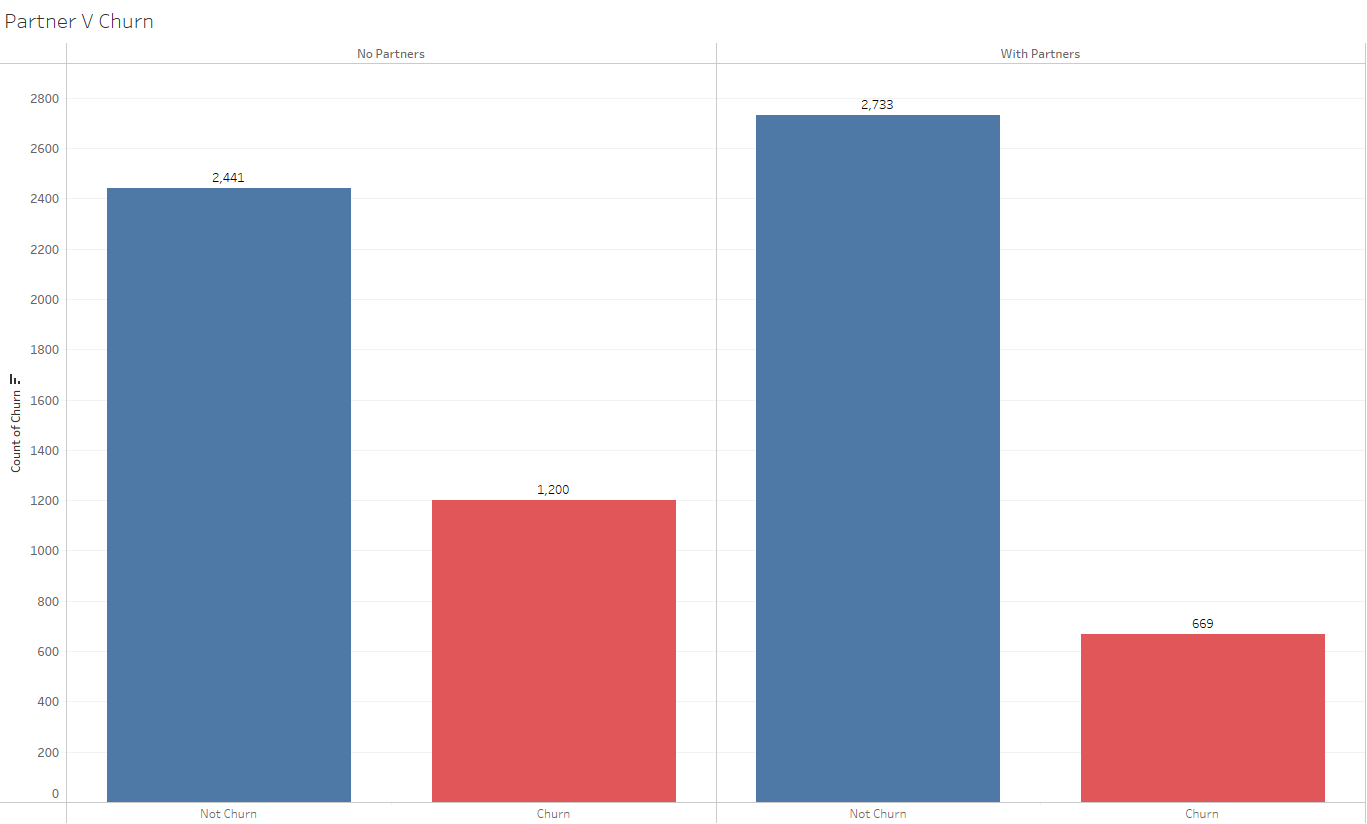 Partner V Churn
No Partners
With Partners
Count of Churn
2800
2600
2400
2200
2000
1800
1600
1400
1200
1000
800
600
400
200
0
2,441
1,200
2,733
669
Not Churn
Churn
Not Churn
Churn